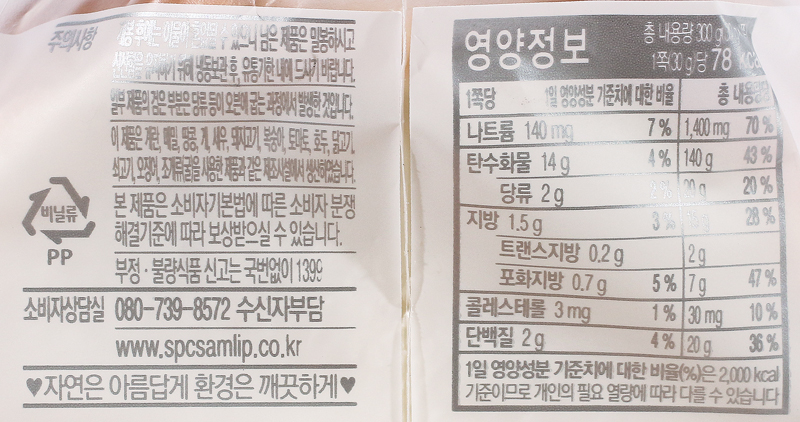 주의사항
있으니 남은 제품은 밀봉하시고
냉동보관 후, 유통기한 내에 드시기 바랍니다.
일부 제품의 검은 부분은 당류 등이 오븐에 굽는 과정에서 발생한 것입니다.
이 제품은 계란, 메밀, 땅콩, 게, 새우, 돼지고기, 복숭아, 토마토, 호두, 닭고기,
쇠고기, 오징어, 조개류(굴)을 사용한 제품과 같은 제조시설에서 생산하였습니다.
비닐류
PP
본 제품은 소비자기본법에 따른 소비자 분쟁
해결기준에 따라 보상받으실 수 있습니다.
부정·불량식품 신고는 국번없이 1399
소비자상담실 080-739-8572 수신자부담
www.spcsamlip.co.kr
♥자연은 아름답게 환경은 깨끗하게♥
영양정보
총 내용량 300 g
1쪽(30 g)당 78 kcal
1쪽당 1일 영양성분 기준치에 대한 비율 총 내용량당
나트륨 140 mg 7 % 1,400 mg 70 %
탄수화물 14 g 4 % 140 g 43 %
당류 2 g 20 g 20 %
지방 1.5 g 3 % 15 g 28 %
트랜스지방 0.2 g 2 g
포화지방 0.7 g 5 % 7 g 47 %
콜레스테롤 3 mg 1 % 30 mg 10 %
단백질 2 g 4 % 20 g 36 %
1일 영양성분 기준치에 대한 비율(%)은 2,000 kcal
기준이므로 개인의 필요 열량에 따라 다를 수 있습니다